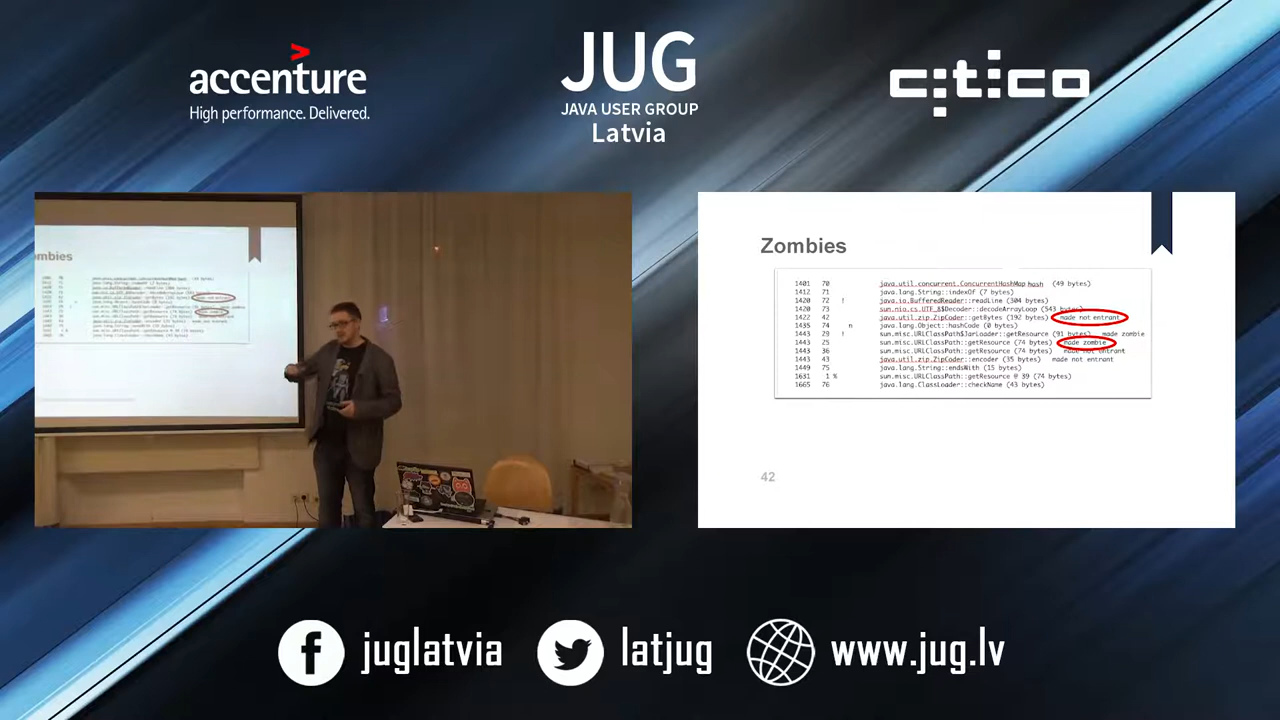 accenture
High performance. Delivered.
JUG
JAVA USER GROUP
Latvia
citico
Zombies
1401 70 java.util.concurrent.ConcurrentHashMap hash (49 bytes)
1412 71 java.lang.String::indexOf (7 bytes)
1420 72 ! java.io.BufferedReader::readLine (304 bytes)
1420 73 sun.nio.cs.UTF_8$Decoder::decodeArrayLoop (543 bytes)
1422 42 java.util.zip.ZipCoder::getBytes (192 bytes) made not entrant
1435 74 n java.lang.Object::hashCode (0 bytes)
1443 29 ! sun.misc.URLClassPath$JarLoader::getResource (91 bytes) made zombie
1443 25 sun.misc.URLClassPath::getResource (74 bytes) made zombie
1443 36 sun.misc.URLClassPath::getResource (74 bytes) made not entrant
1443 43 java.util.zip.ZipCoder::encoder (35 bytes) made not entrant
1449 75 java.lang.String::endsWith (15 bytes)
1631 1 % sun.misc.URLClassPath::getResource @ 39 (74 bytes)
1665 76 java.lang.ClassLoader::checkName (43 bytes)
42
juglatvia
latjug
www.jug.lv